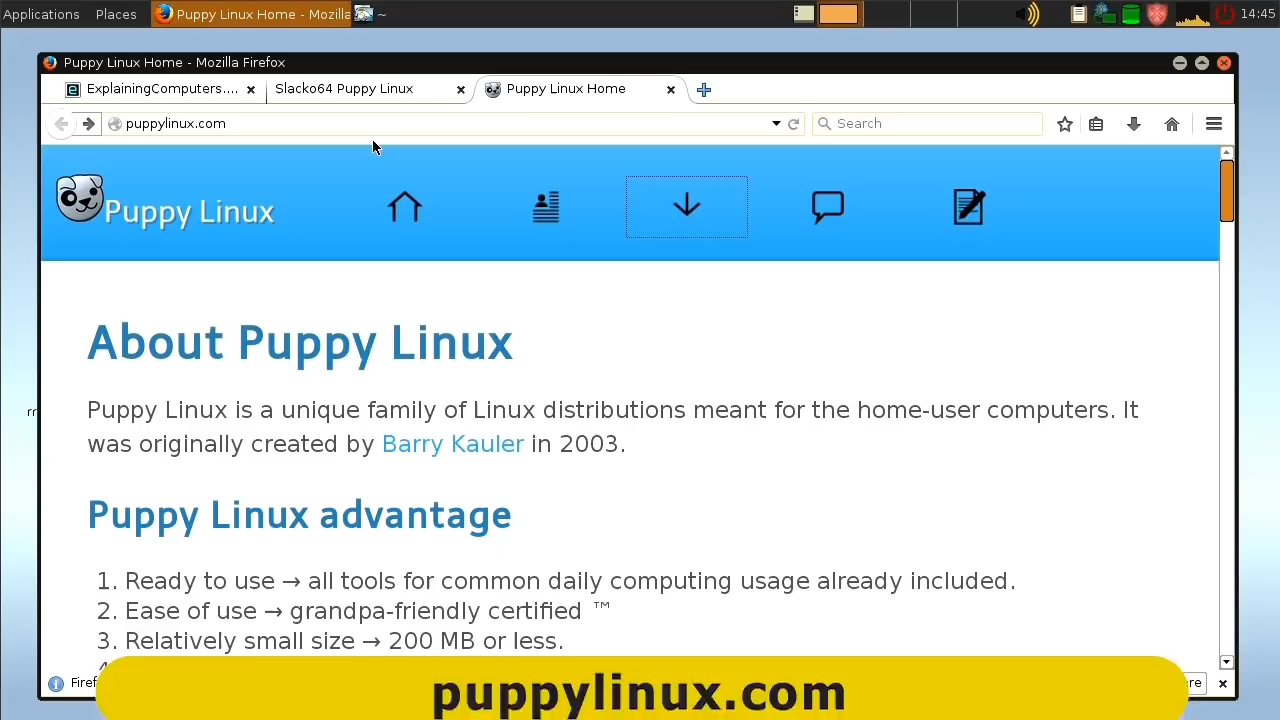 Applications Places Puppy Linux Home - Mozilla ~ 14:45
Puppy Linux Home - Mozilla Firefox
ExplainingComputers.... Slacko64 Puppy Linux Puppy Linux Home
puppylinux.com Search
Puppy Linux
About Puppy Linux
Puppy Linux is a unique family of Linux distributions meant for the home-user computers. It
was originally created by Barry Kauler in 2003.
Puppy Linux advantage
1. Ready to use → all tools for common daily computing usage already included.
2. Ease of use → grandpa-friendly certified ™
3. Relatively small size → 200 MB or less.
puppylinux.com